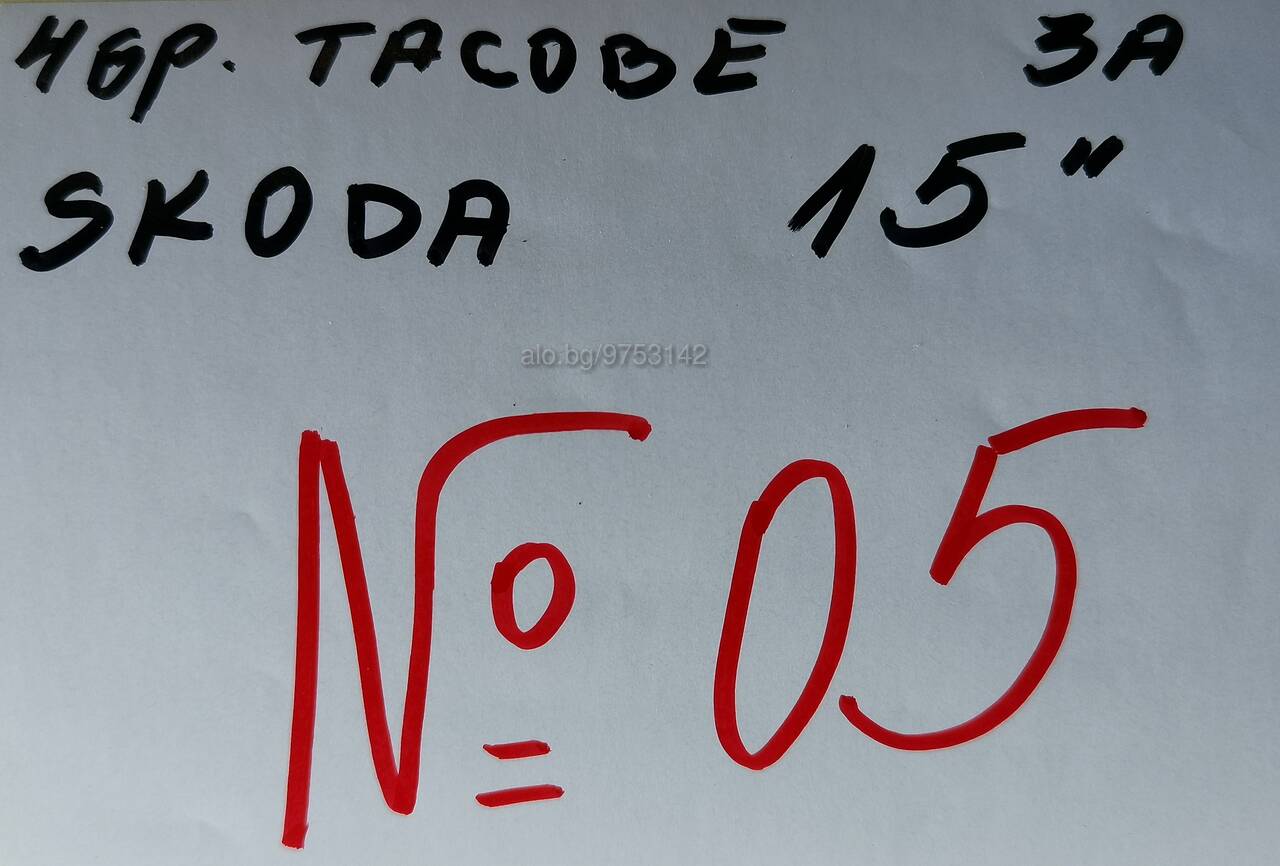 4бр. ТАСОВЕ ЗА
SKODA 15"
alo.bg/9753142
№ 05